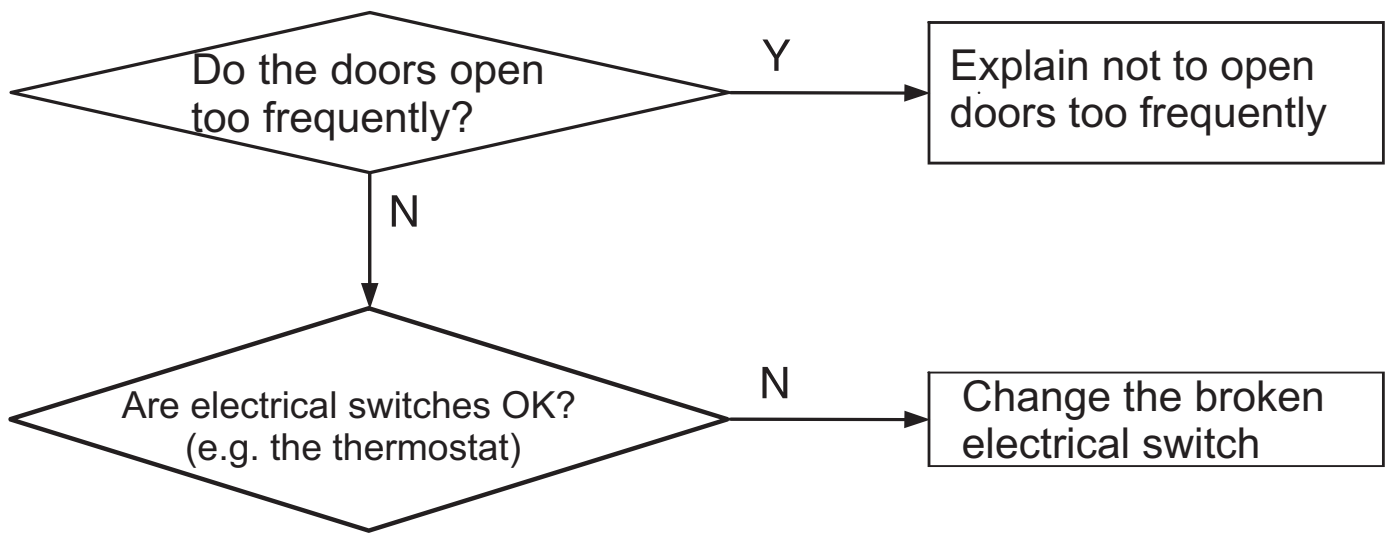 Do the doors open
too frequently?
Y
Explain not to open
doors too frequently
N
Are electrical switches OK?
(e.g. the thermostat)
N
Change the broken
electrical switch